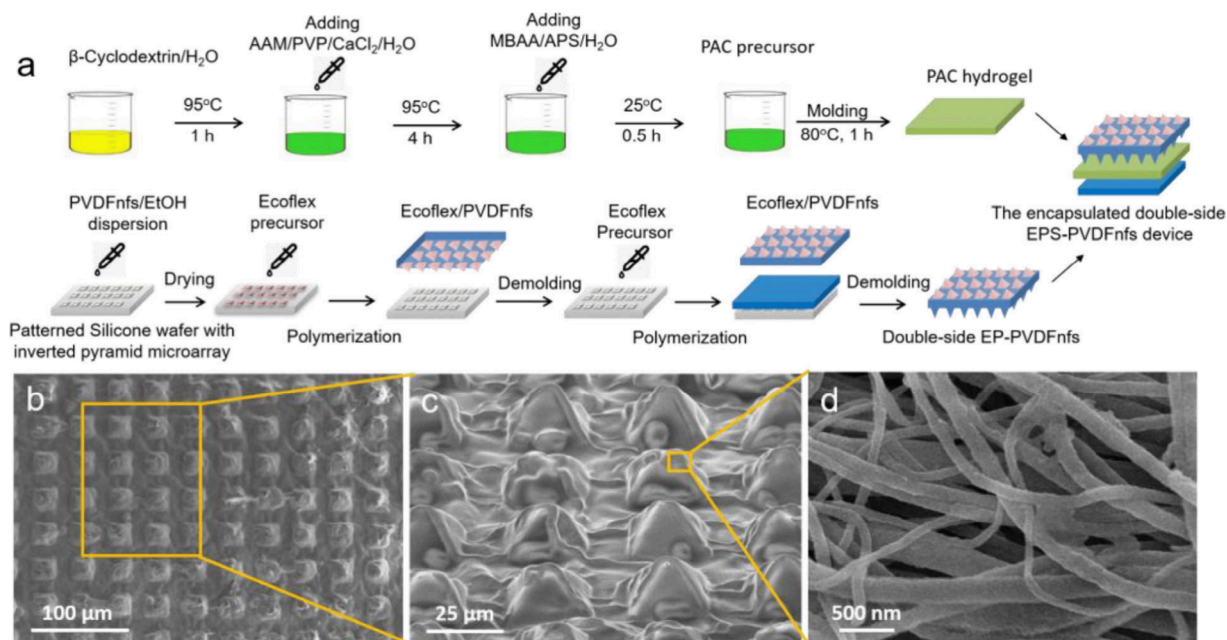 a
β-Cyclodextrin/H₂O
95°C
1 h
Adding
AAM/PVP/CaCl₂/H₂O
95°C
4 h
Adding
MBAA/APS/H₂O
25°C
0.5 h
PAC precursor
Molding
80°C, 1 h
PAC hydrogel
The encapsulated double-side
EPS-PVDFnfs device
PVDFnfs/EtOH
dispersion
Drying
Patterned Silicone wafer with
inverted pyramid microarray
Ecoflex
precursor
Polymerization
Ecoflex/PVDFnfs
Demolding
Ecoflex
Precursor
Polymerization
Ecoflex/PVDFnfs
Demolding
Double-side EP-PVDFnfs
b
100 μm
c
25 μm
d
500 nm